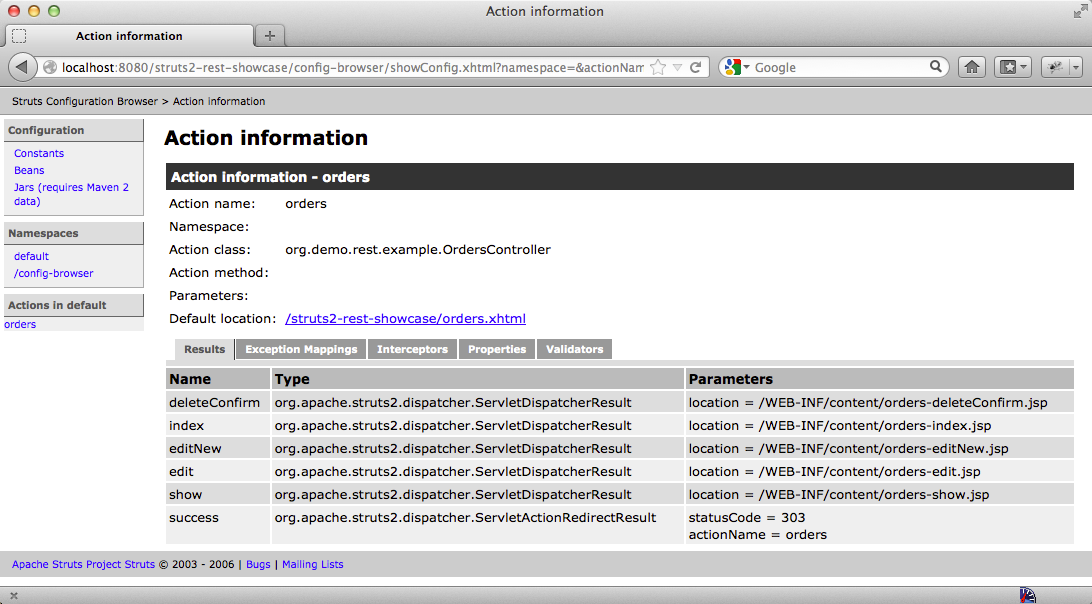 Action information
Action information
localhost:8080/struts2-rest-showcase/config-browser/showConfig.xhtml?namespace=&actionNam
Google
Struts Configuration Browser > Action information
Configuration
Constants
Beans
Jars (requires Maven 2
data)
Namespaces
default
/config-browser
Actions in default
orders
Action information
Action information - orders
Action name: orders
Namespace:
Action class: org.demo.rest.example.OrdersController
Action method:
Parameters:
Default location: /struts2-rest-showcase/orders.xhtml
Results Exception Mappings Interceptors Properties Validators
Name Type Parameters
deleteConfirm org.apache.struts2.dispatcher.ServletDispatcherResult location = /WEB-INF/content/orders-deleteConfirm.jsp
index org.apache.struts2.dispatcher.ServletDispatcherResult location = /WEB-INF/content/orders-index.jsp
editNew org.apache.struts2.dispatcher.ServletDispatcherResult location = /WEB-INF/content/orders-editNew.jsp
edit org.apache.struts2.dispatcher.ServletDispatcherResult location = /WEB-INF/content/orders-edit.jsp
show org.apache.struts2.dispatcher.ServletDispatcherResult location = /WEB-INF/content/orders-show.jsp
success org.apache.struts2.dispatcher.ServletActionRedirectResult statusCode = 303
actionName = orders
Apache Struts Project Struts © 2003 - 2006 | Bugs | Mailing Lists